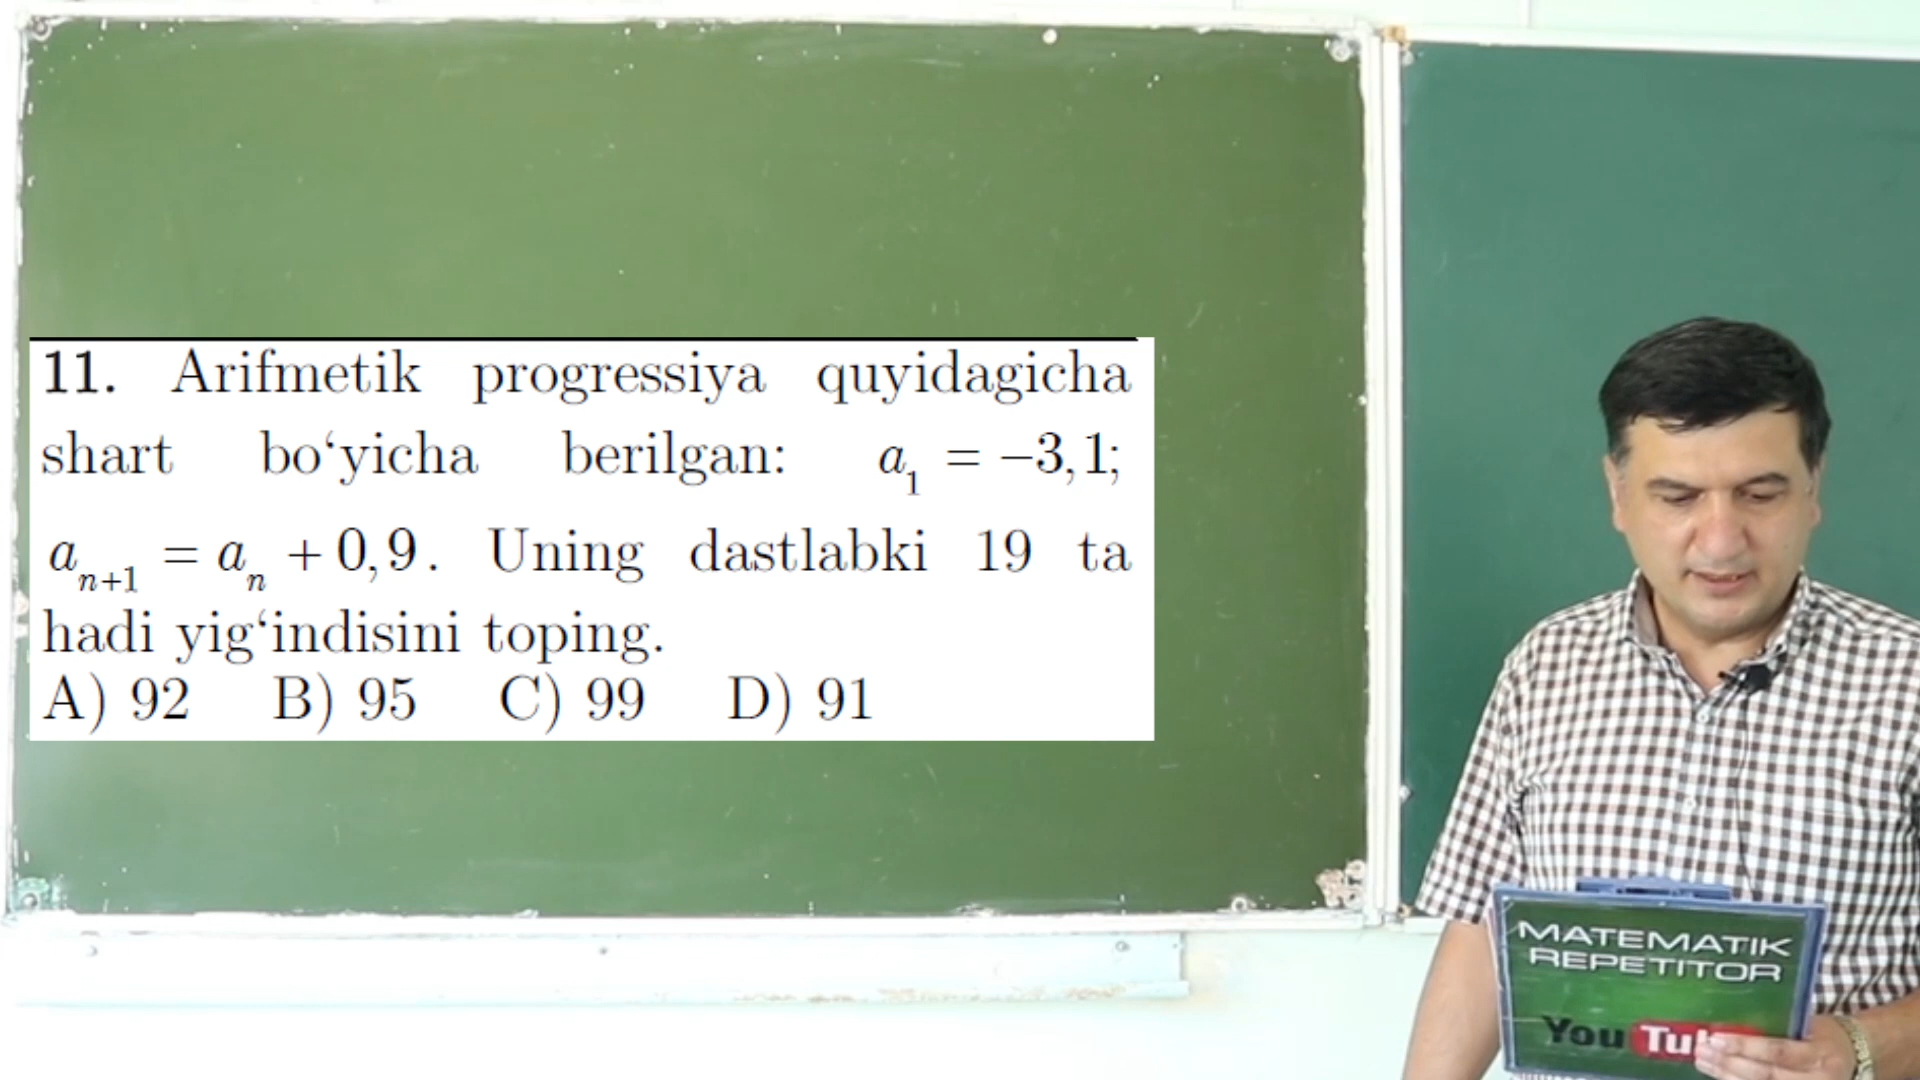 11. Arifmetik progressiya quyidagicha
shart bo‘yicha berilgan: a₁ = −3,1;
aₙ₊₁ = aₙ + 0,9. Uning dastlabki 19 ta
hadi yig‘indisini toping.
A) 92 B) 95 C) 99 D) 91
MATEMATIK
REPETITOR